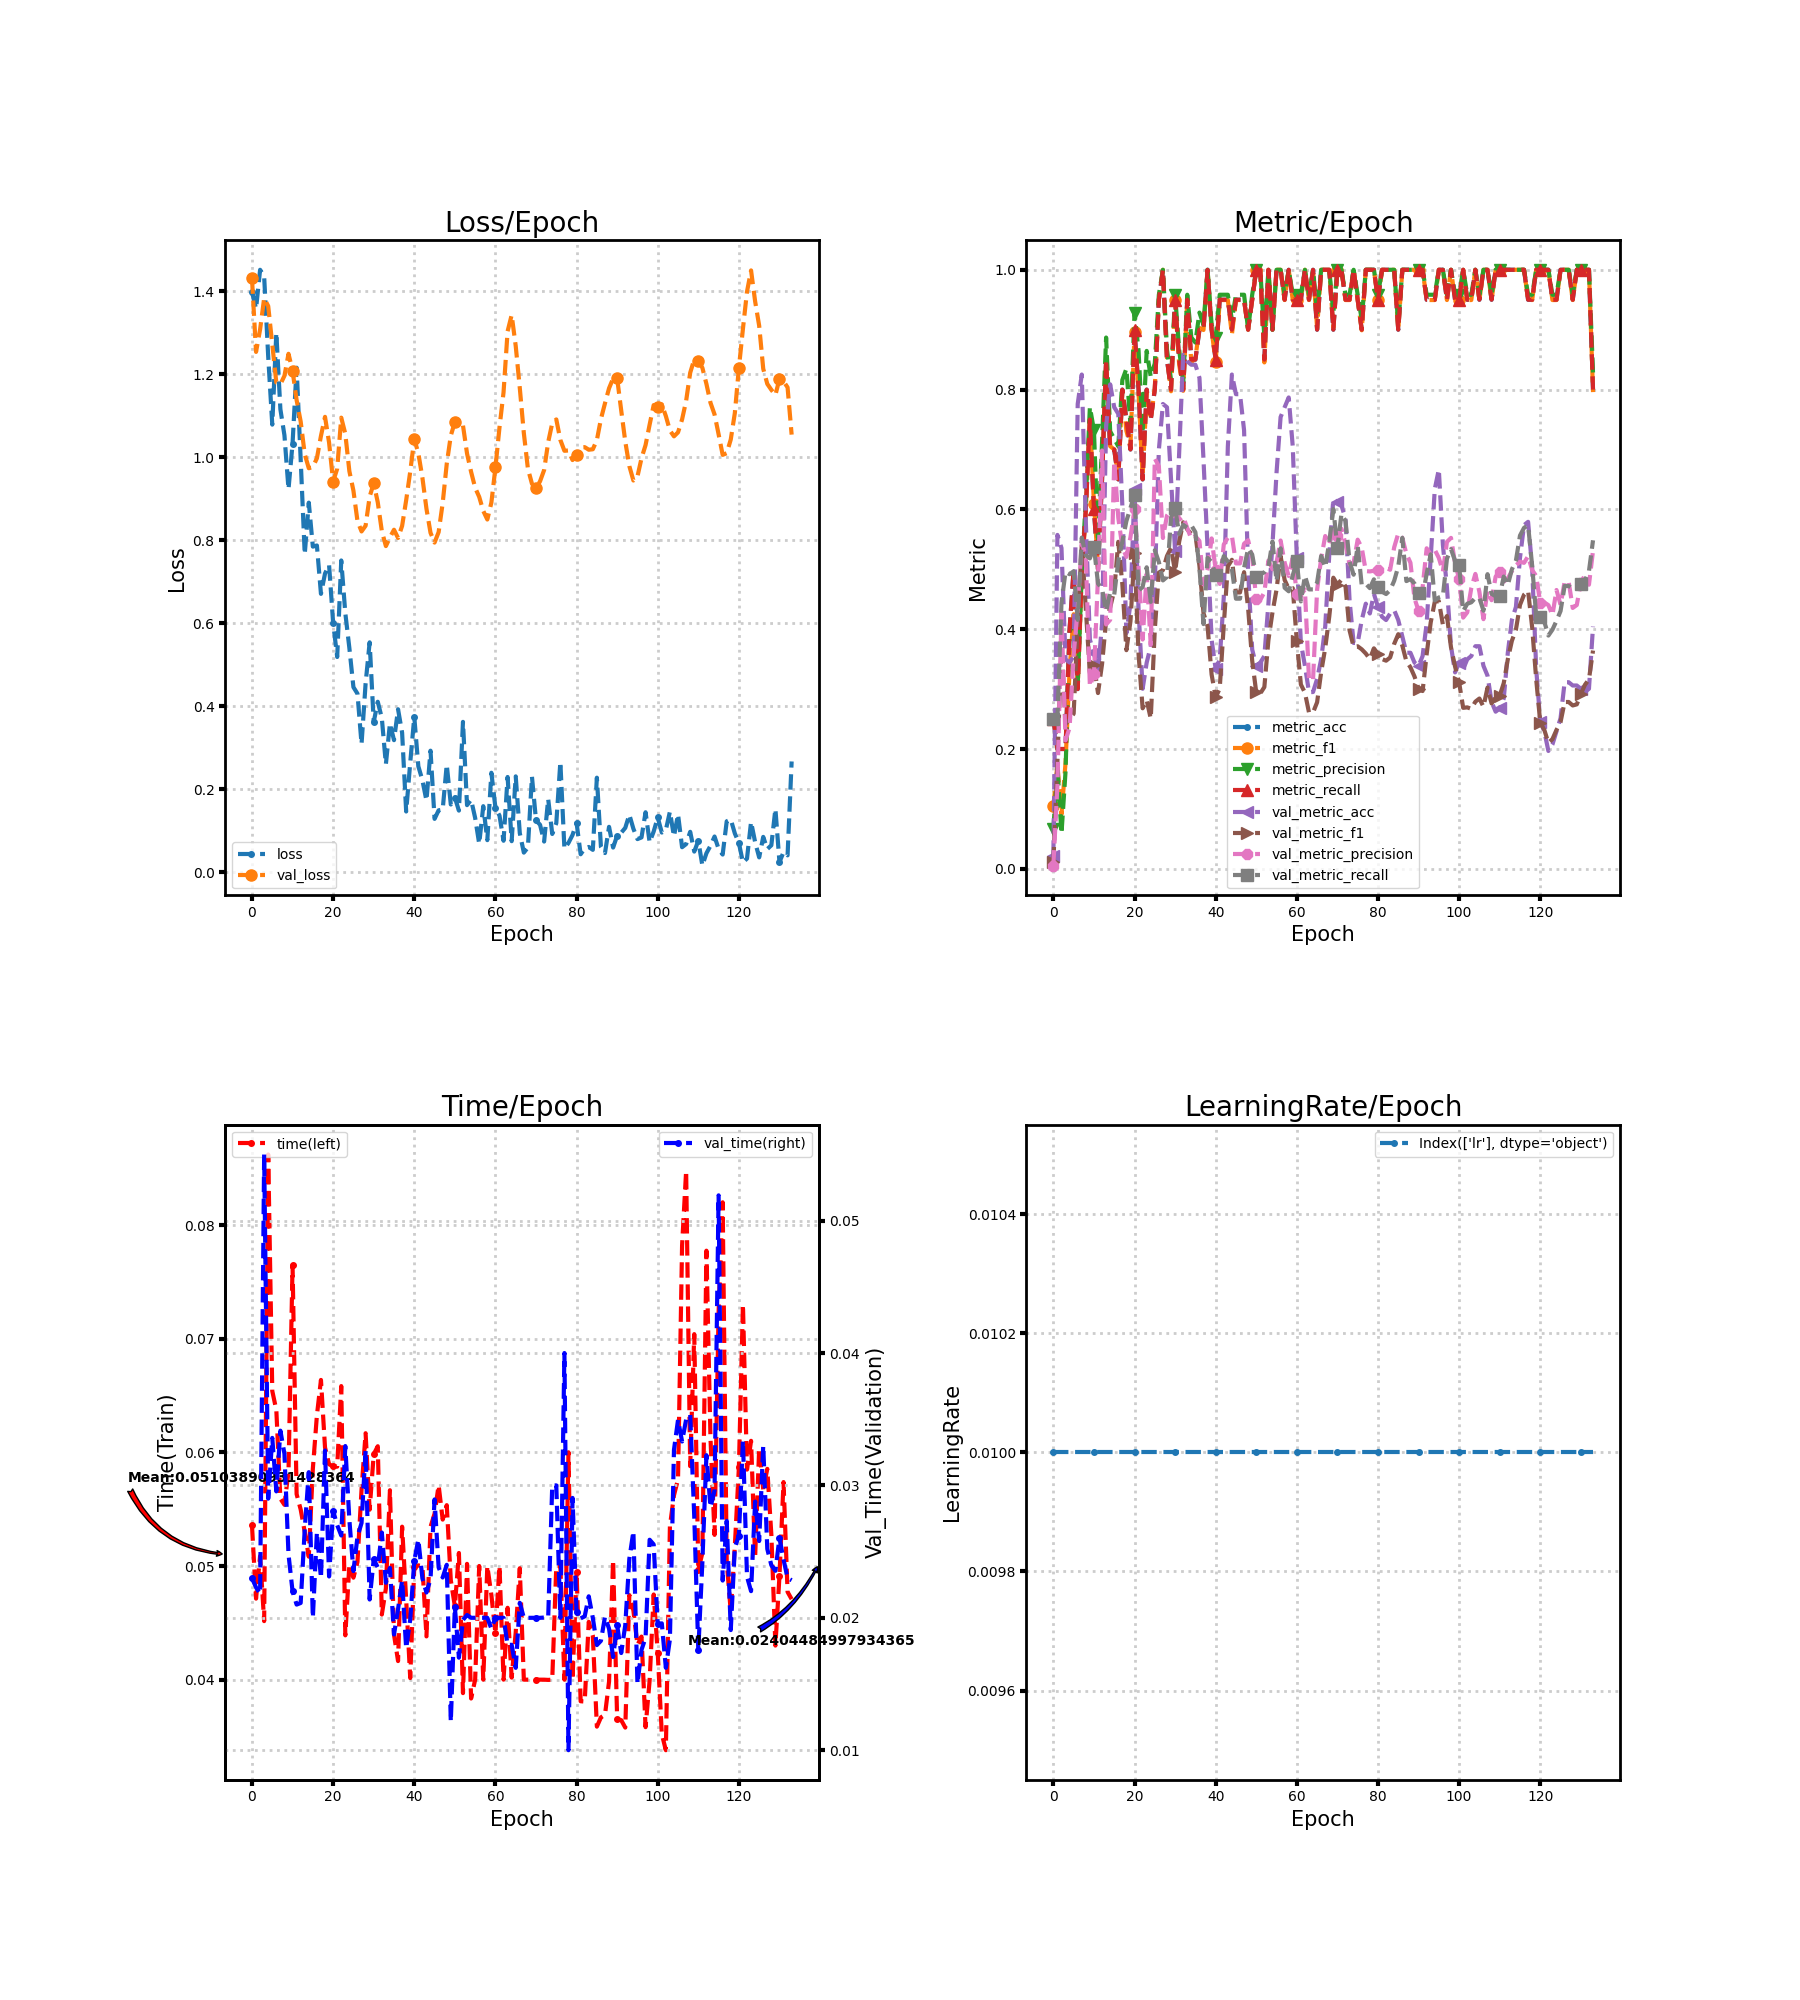 Loss/Epoch
1.4
1.2
1.0
0.8
0.6
0.4
0.2
0.0
Loss
loss
val_loss
0
20
40
60
80
100
120
Epoch
Metric/Epoch
1.0
0.8
0.6
0.4
0.2
0.0
Metric
metric_acc
metric_f1
metric_precision
metric_recall
val_metric_acc
val_metric_f1
val_metric_precision
val_metric_recall
0
20
40
60
80
100
120
Epoch
Time/Epoch
time(left)
val_time(right)
0.08
0.07
0.06
0.05
0.04
Time(Train)
0.05
0.04
0.03
0.02
0.01
Val_Time(Validation)
Mean:0.02404484997934365
0
20
40
60
80
100
120
Epoch
LearningRate/Epoch
Index(['lr'], dtype='object')
0.0104
0.0102
0.0100
0.0098
0.0096
LearningRate
0
20
40
60
80
100
120
Epoch